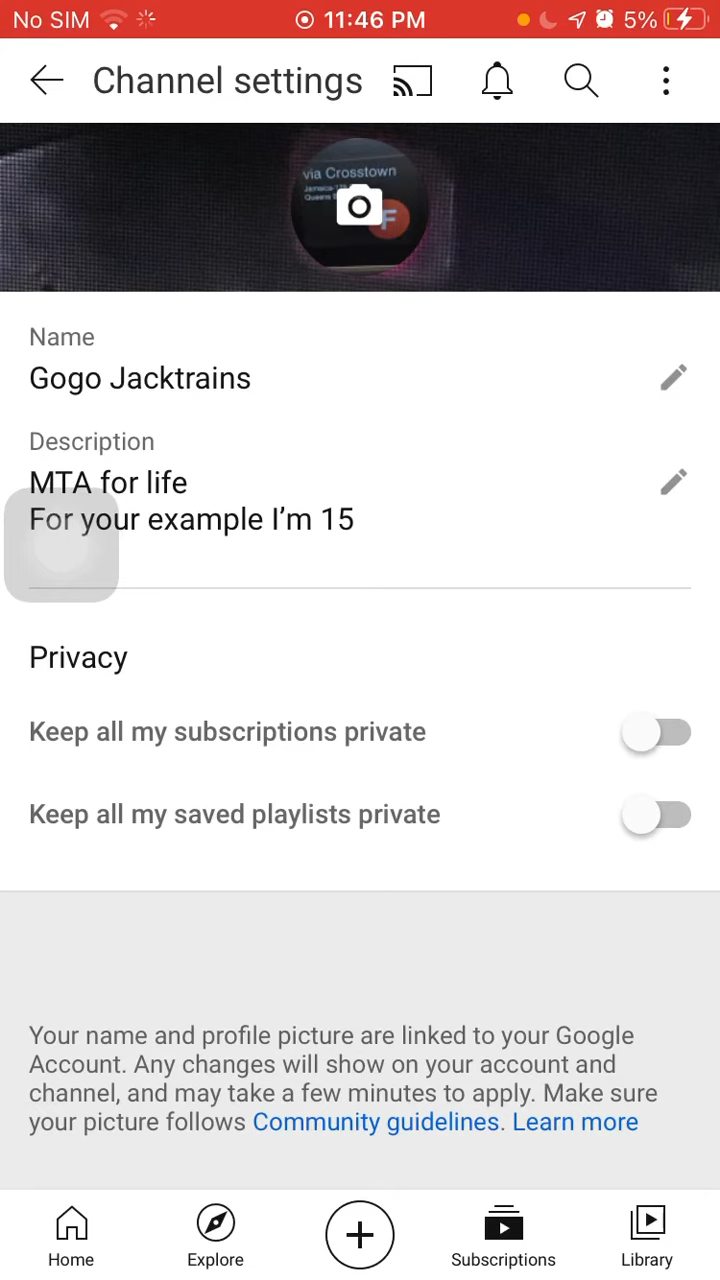 No SIM 11:46 PM 5%
Channel settings
via Crosstown
F
Name
Gogo Jacktrains
Description
MTA for life
For your example I’m 15
Privacy
Keep all my subscriptions private
Keep all my saved playlists private
Your name and profile picture are linked to your Google
Account. Any changes will show on your account and
channel, and may take a few minutes to apply. Make sure
your picture follows Community guidelines. Learn more
Home Explore Subscriptions Library